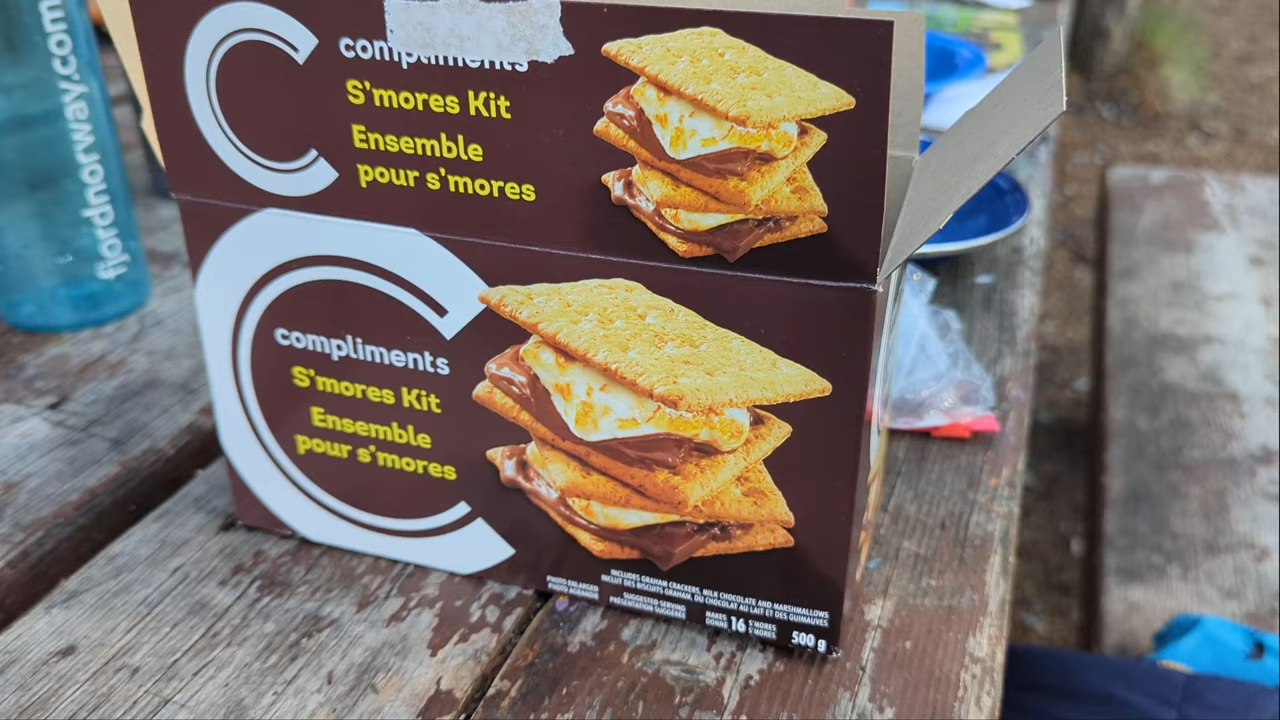 fjordnorway.com
compliments
S'mores Kit
Ensemble
pour s'mores
compliments
S'mores Kit
Ensemble
pour s'mores
PHOTO ENLARGED
PHOTO AGRANDIE
INCLUDES GRAHAM CRACKERS, MILK CHOCOLATE AND MARSHMALLOWS
INCLUT DES BISCUITS GRAHAM, DU CHOCOLAT AU LAIT ET DES GUIMAUVES
SUGGESTED SERVING
PRÉSENTATION SUGGÉRÉE
MAKES 16 S'MORES
DONNE 16 S'MORES
500 g